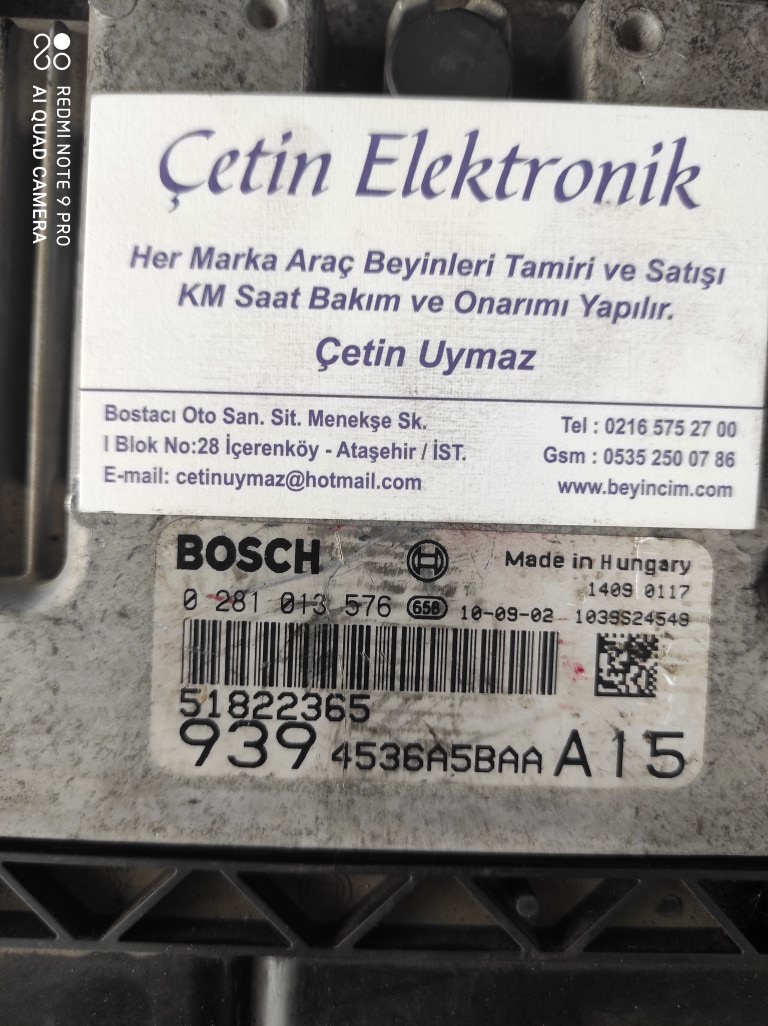 REDMI NOTE 9 PRO
AI QUAD CAMERA
Çetin Elektronik
Her Marka Araç Beyinleri Tamiri ve Satışı
KM Saat Bakım ve Onarımı Yapılır.
Çetin Uymaz
Bostacı Oto San. Sit. Menekşe Sk.
I Blok No:28 İçerenköy - Ataşehir / İST.
E-mail: cetinuymaz@hotmail.com
Tel : 0216 575 27 00
Gsm : 0535 250 07 86
www.beyincim.com
BOSCH Made in Hungary
1409 0117
0 281 013 576 658 10-09-02 1039S24549
51822365
939 4536A5BAA A15